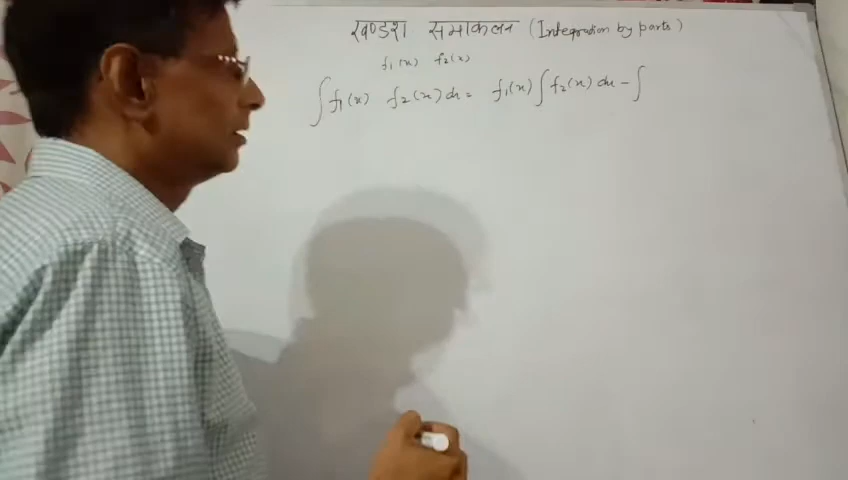 खण्डश समाकलन (Integration by parts)
f₁(x) f₂(x)
∫f₁(x) f₂(x) dx = f₁(x) ∫f₂(x) dx − ∫